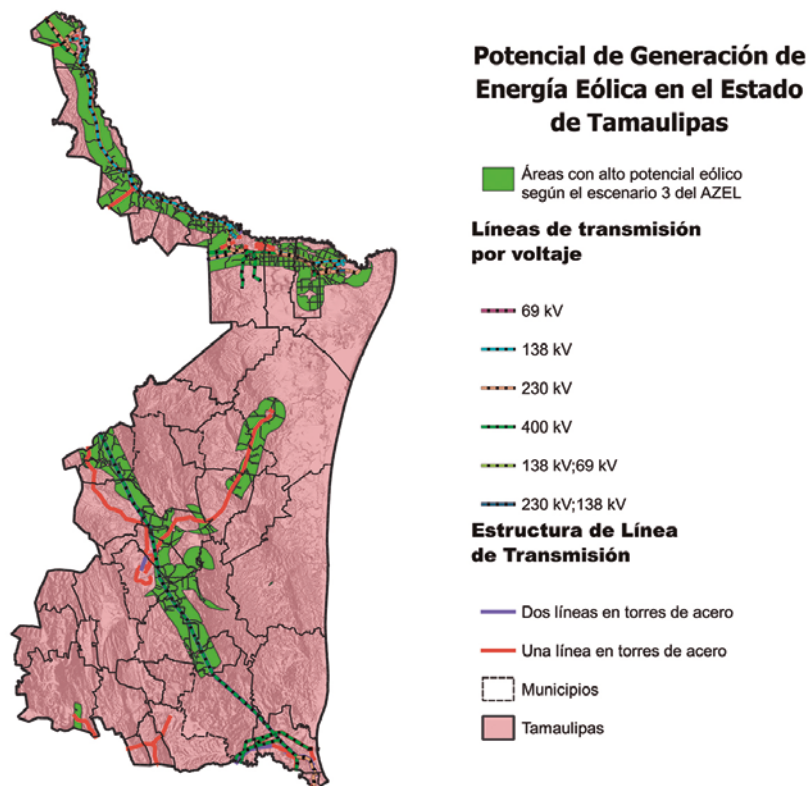 Potencial de Generación de
Energía Eólica en el Estado
de Tamaulipas
Áreas con alto potencial eólico
según el escenario 3 del AZEL
Líneas de transmisión
por voltaje
69 kV
138 kV
230 kV
400 kV
138 kV;69 kV
230 kV;138 kV
Estructura de Línea
de Transmisión
Dos líneas en torres de acero
Una línea en torres de acero
Municipios
Tamaulipas